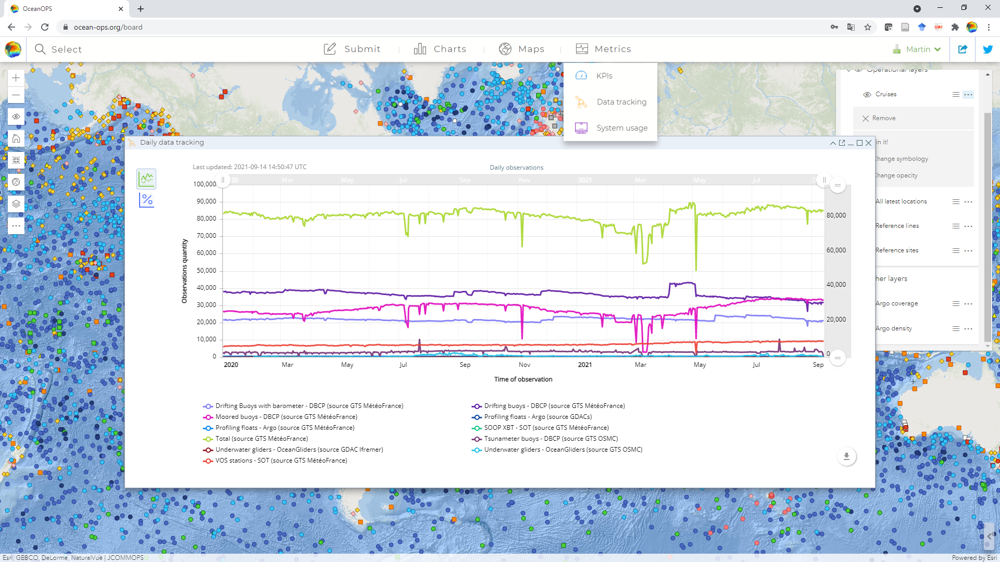 OceanOPS
ocean-ops.org/board
Select
Submit
Charts
Maps
Metrics
Martin
KPIs
Data tracking
System usage
Operational layers
Cruises
Remove
in it!
Change symbology
Change opacity
All latest locations
Reference lines
Reference sites
her layers
Argo coverage
Argo density
Daily data tracking
Last updated: 2021-09-14 14:50:47 UTC
Daily observations
20 Mar May Jul Sep Nov 2021 Mar May Jul
100,000
90,000
80,000
70,000
60,000
50,000
40,000
30,000
20,000
10,000
0
Observations quantity
80,000
60,000
40,000
20,000
0
2020 Mar May Jul Sep Nov 2021 Mar May Jul Sep
Time of observation
Drifting Buoys with barometer - DBCP (source GTS MétéoFrance)
Drifting buoys - DBCP (source GTS MétéoFrance)
Moored buoys - DBCP (source GTS MétéoFrance)
Profiling floats - Argo (source GDACs)
Profiling floats - Argo (source GTS MétéoFrance)
SOOP XBT - SOT (source GTS MétéoFrance)
Total (source GTS MétéoFrance)
Tsunameter buoys - DBCP (source GTS OSMC)
Underwater gliders - OceanGliders (source GDAC Ifremer)
Underwater gliders - OceanGliders (source GTS OSMC)
VOS stations - SOT (source GTS MétéoFrance)
Esri, GEBCO, DeLorme, NaturalVue | JCOMMOPS
Powered by Esri